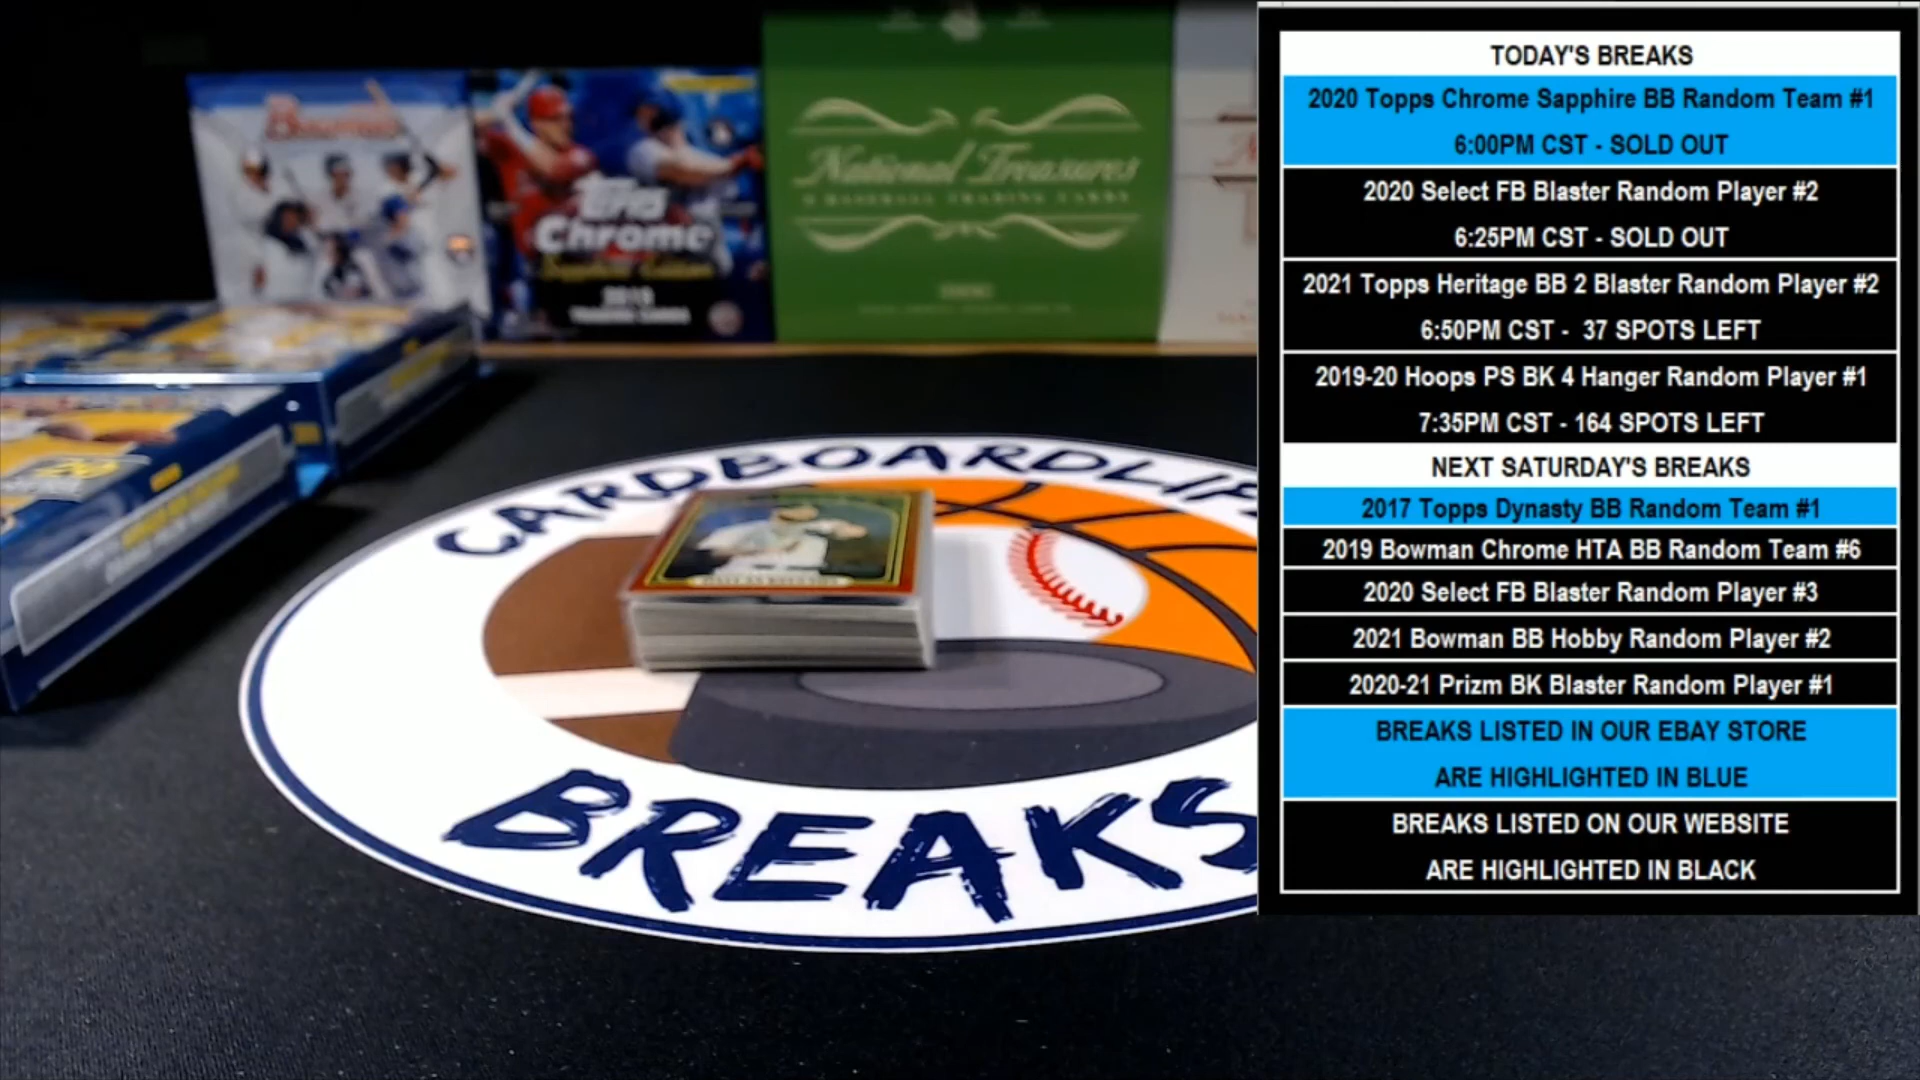 TODAY'S BREAKS
2020 Topps Chrome Sapphire BB Random Team #1
6:00PM CST - SOLD OUT
2020 Select FB Blaster Random Player #2
6:25PM CST - SOLD OUT
2021 Topps Heritage BB 2 Blaster Random Player #2
6:50PM CST -  37 SPOTS LEFT
2019-20 Hoops PS BK 4 Hanger Random Player #1
7:35PM CST - 164 SPOTS LEFT
NEXT SATURDAY'S BREAKS
2017 Topps Dynasty BB Random Team #1
2019 Bowman Chrome HTA BB Random Team #6
2020 Select FB Blaster Random Player #3
2021 Bowman BB Hobby Random Player #2
2020-21 Prizm BK Blaster Random Player #1
BREAKS LISTED IN OUR EBAY STORE
ARE HIGHLIGHTED IN BLUE
BREAKS LISTED ON OUR WEBSITE
ARE HIGHLIGHTED IN BLACK
Bowman
Topps
Chrome
Sapphire Edition
National Treasures
BASEBALL TRADING CARDS
CARDBOARDLIF
BREAKS